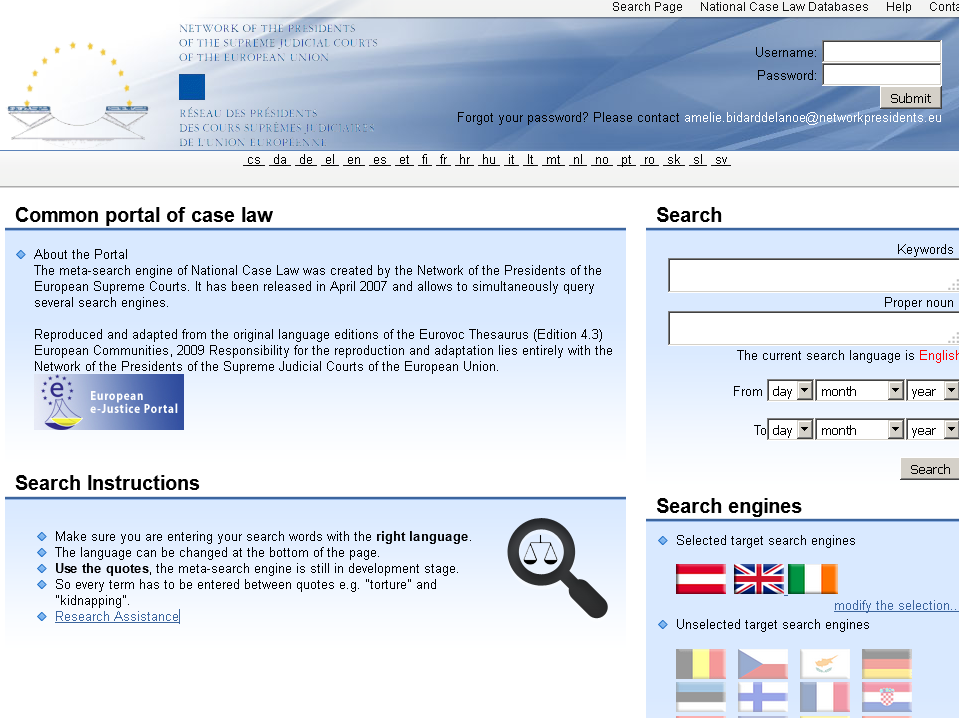 Search Page National Case Law Databases Help Conta
NETWORK OF THE PRESIDENTS
OF THE SUPREME JUDICIAL COURTS
OF THE EUROPEAN UNION
RÉSEAU DES PRÉSIDENTS
DES COURS SUPRÊMES JUDICIAIRES
DE L'UNION EUROPÉENNE
Username:
Password:
Submit
Forgot your password? Please contact amelie.bidarddelanoe@networkpresidents.eu
cs da de el en es et fi fr hr hu it lt mt nl no pt ro sk sl sv
Common portal of case law
About the Portal
The meta-search engine of National Case Law was created by the Network of the Presidents of the
European Supreme Courts. It has been released in April 2007 and allows to simultaneously query
several search engines.
Reproduced and adapted from the original language editions of the Eurovoc Thesaurus (Edition 4.3)
European Communities, 2009 Responsibility for the reproduction and adaptation lies entirely with the
Network of the Presidents of the Supreme Judicial Courts of the European Union.
European
e-Justice Portal
Search Instructions
Make sure you are entering your search words with the right language.
The language can be changed at the bottom of the page.
Use the quotes, the meta-search engine is still in development stage.
So every term has to be entered between quotes e.g. "torture" and
"kidnapping".
Research Assistance
Search
Keywords
Proper noun
The current search language is English
From day month year
To day month year
Search
Search engines
Selected target search engines
modify the selection..
Unselected target search engines